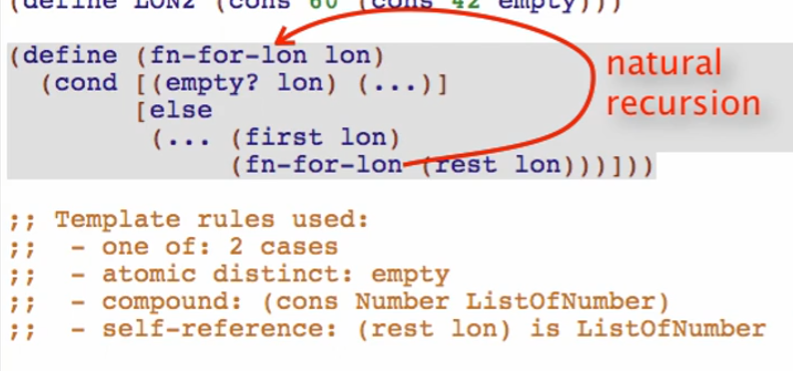 (define LON2 (cons 60 (cons 42 empty)))
(define (fn-for-lon lon)
(cond [(empty? lon) (...)]
[else
(... (first lon)
(fn-for-lon (rest lon)))]))
natural
recursion
;; Template rules used:
;; - one of: 2 cases
;; - atomic distinct: empty
;; - compound: (cons Number ListOfNumber)
;; - self-reference: (rest lon) is ListOfNumber